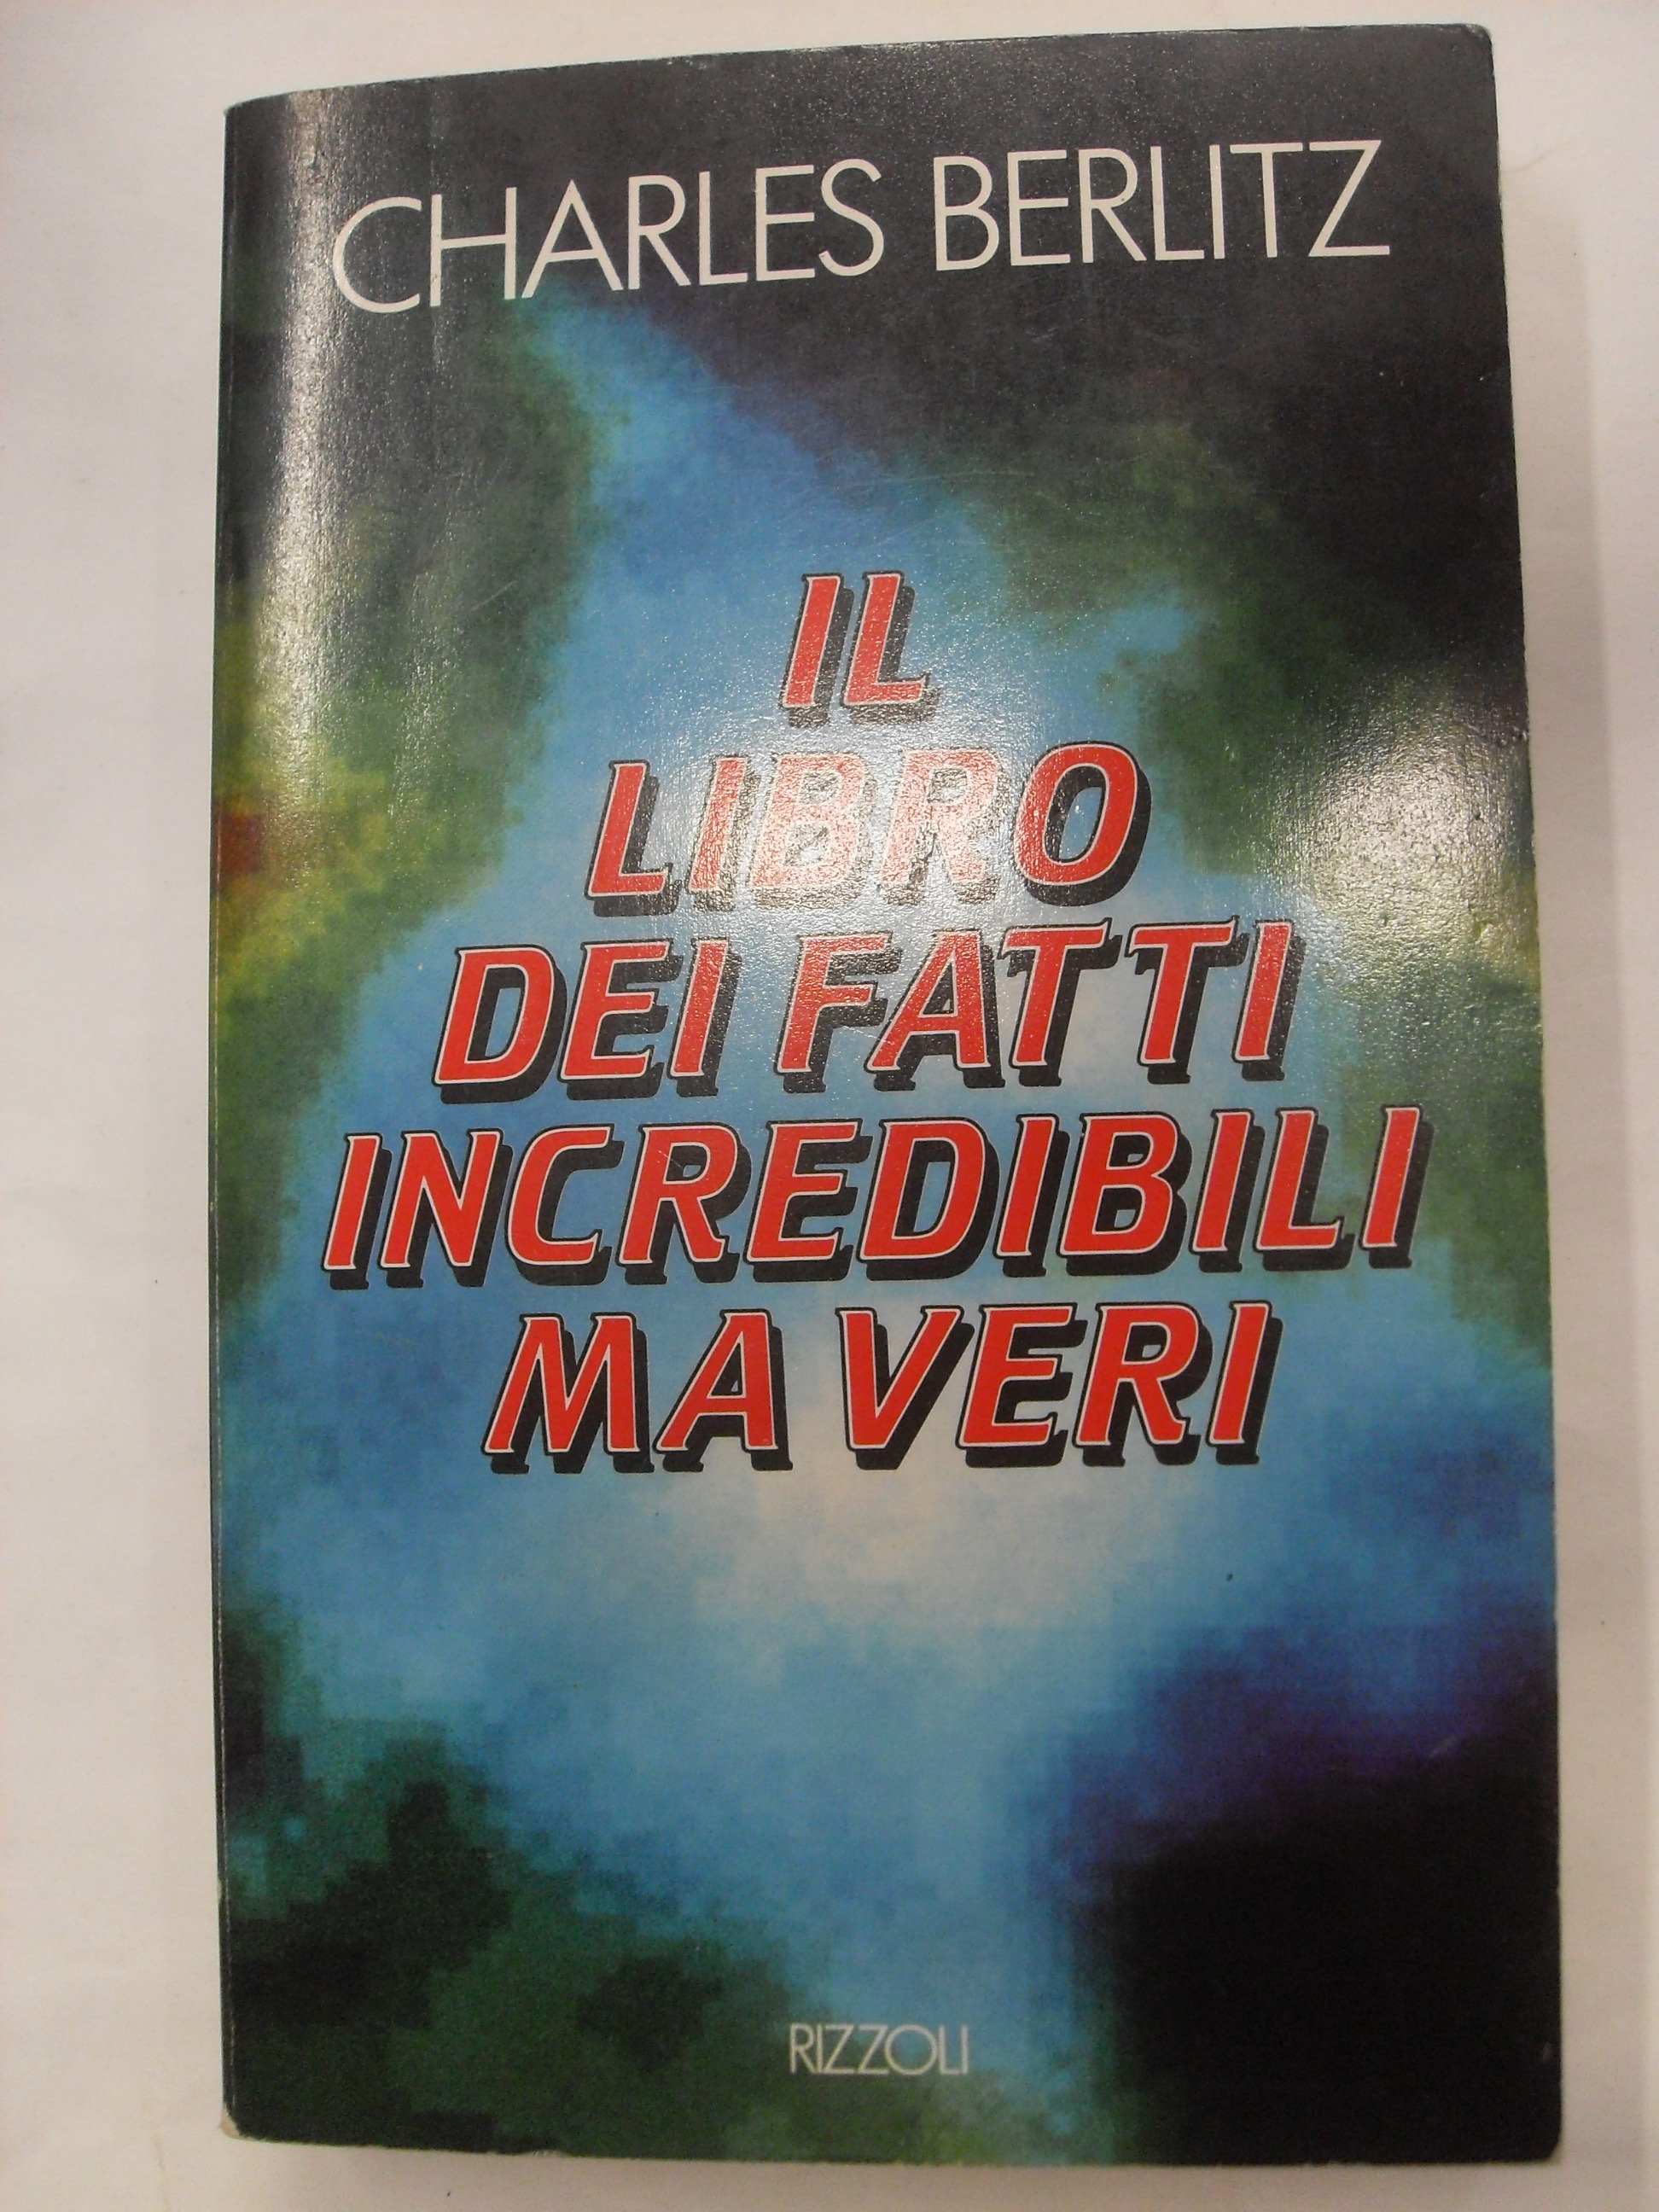 CHARLES BERLITZ
IL
LIBRO
DEI FATTI
INCREDIBILI
MA VERI
RIZZOLI